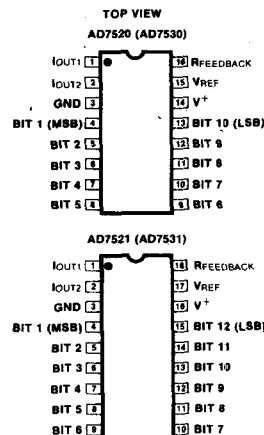 TOP VIEW
AD7520 (AD7530)
IOUT1 1 16 RFEEDBACK
IOUT2 2 15 VREF
GND 3 14 V+
BIT 1 (MSB) 4 13 BIT 10 (LSB)
BIT 2 5 12 BIT 9
BIT 3 6 11 BIT 8
BIT 4 7 10 BIT 7
BIT 5 8 9 BIT 6
AD7521 (AD7531)
IOUT1 1 18 RFEEDBACK
IOUT2 2 17 VREF
GND 3 16 V+
BIT 1 (MSB) 4 15 BIT 12 (LSB)
BIT 2 5 14 BIT 11
BIT 3 6 13 BIT 10
BIT 4 7 12 BIT 9
BIT 5 8 11 BIT 8
BIT 6 9 10 BIT 7